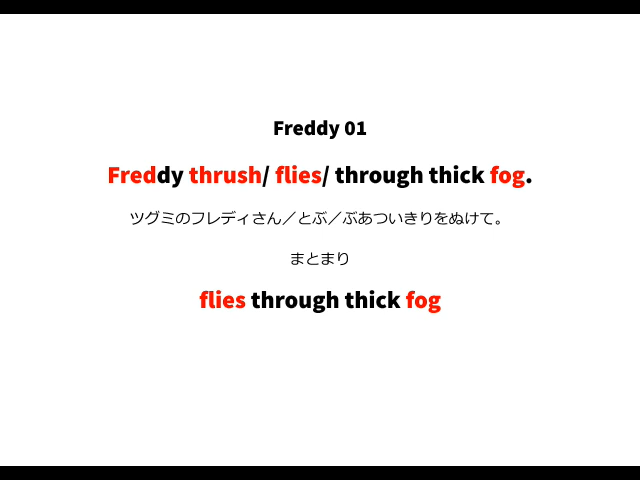 Freddy 01
Freddy thrush/ flies/ through thick fog.
ツグミのフレディさん／とぶ／ぶあついきりをぬけて。
まとまり
flies through thick fog